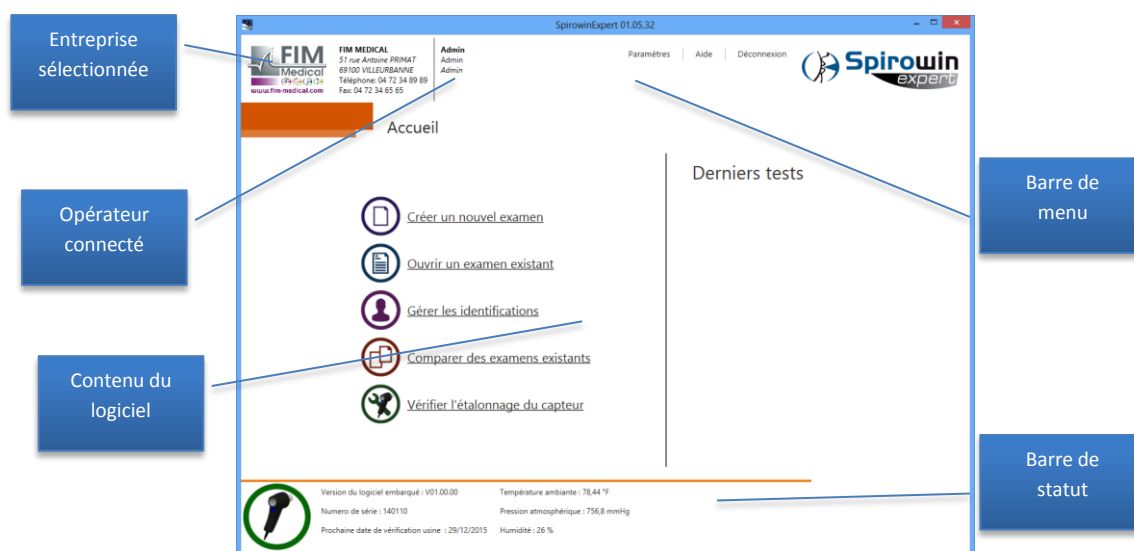 SpirowinExpert 01.05.32
Entreprise
sélectionnée
FIM
Medical
www.fim-medical.com
FIM MEDICAL
51 rue Antoine PRIMAT
69100 VILLEURBANNE
Téléphone: 04 72 34 89 89
Fax: 04 72 34 65 65
Admin
Admin
Admin
Paramètres
Aide
Déconnexion
Spirowin
expert
Accueil
Derniers tests
Barre de
menu
Opérateur
connecté
Créer un nouvel examen
Ouvrir un examen existant
Gérer les identifications
Comparer des examens existants
Vérifier l'étalonnage du capteur
Contenu du
logiciel
Barre de
statut
Version du logiciel embarqué : V01.00.00
Température ambiante : 78,44 °F
Numero de série : 140110
Pression atmosphérique : 756,8 mmHg
Prochaine date de vérification usine : 29/12/2015
Humidité : 26 %